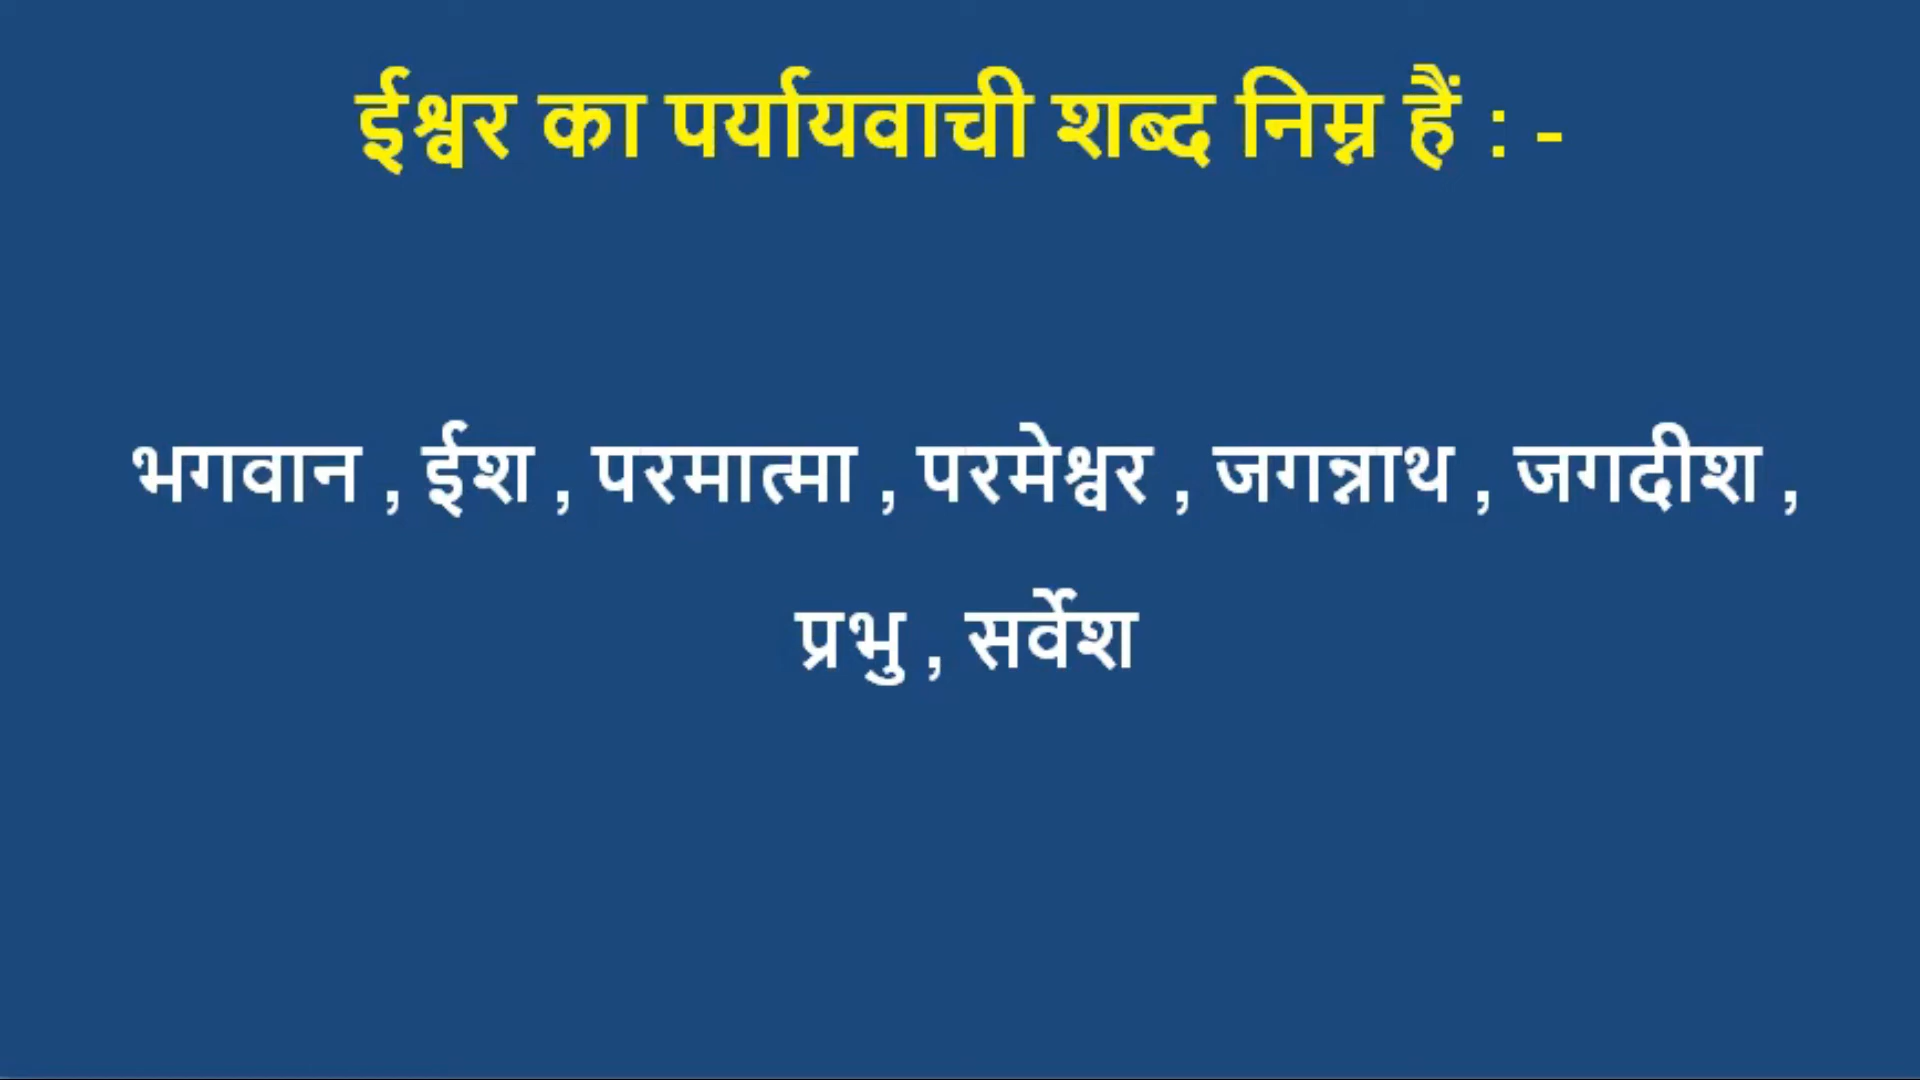 ईश्वर का पर्यायवाची शब्द निम्न हैं : -
भगवान , ईश , परमात्मा , परमेश्वर , जगन्नाथ , जगदीश ,
प्रभु , सर्वेश